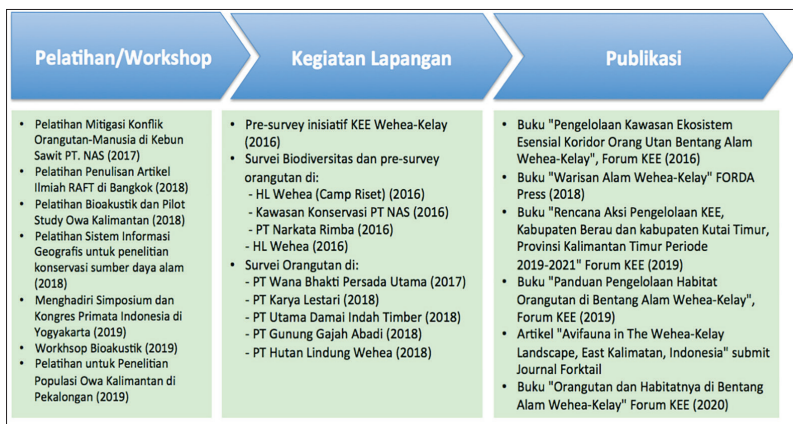 Pelatihan/Workshop
Pelatihan Mitigasi Konflik
Orangutan-Manusia di Kebun
Sawit PT. NAS (2017)
Pelatihan Penulisan Artikel
Ilmiah RAFT di Bangkok (2018)
Pelatihan Bioakustik dan Pilot
Study Owa Kalimantan (2018)
Pelatihan Sistem Informasi
Geografis untuk penelitian
konservasi sumber daya alam
(2018)
Menghadiri Simposium dan
Kongres Primata Indonesia di
Yogyakarta (2019)
Workhsop Bioakustik (2019)
Pelatihan untuk Penelitian
Populasi Owa Kalimantan di
Pekalongan (2019)
Kegiatan Lapangan
Pre-survey inisiatif KEE Wehea-Kelay
(2016)
Survei Biodiversitas dan pre-survey
orangutan di:
- HL Wehea (Camp Riset) (2016)
- Kawasan Konservasi PT NAS (2016)
- PT Narkata Rimba (2016)
- HL Wehea (2016)
Survei Orangutan di:
- PT Wana Bhakti Persada Utama (2017)
- PT Karya Lestari (2018)
- PT Utama Damai Indah Timber (2018)
- PT Gunung Gajah Abadi (2018)
- PT Hutan Lindung Wehea (2018)
Publikasi
Buku "Pengelolaan Kawasan Ekosistem
Esensial Koridor Orang Utan Bentang Alam
Wehea-Kelay", Forum KEE (2016)
Buku "Warisan Alam Wehea-Kelay" FORDA
Press (2018)
Buku "Rencana Aksi Pengelolaan KEE,
Kabupaten Berau dan kabupaten Kutai Timur,
Provinsi Kalimantan Timur Periode
2019-2021" Forum KEE (2019)
Buku "Panduan Pengelolaan Habitat
Orangutan di Bentang Alam Wehea-Kelay",
Forum KEE (2019)
Artikel "Avifauna in The Wehea-Kelay
Landscape, East Kalimatan, Indonesia" submit
Journal Forktail
Buku "Orangutan dan Habitatnya di Bentang
Alam Wehea-Kelay" Forum KEE (2020)